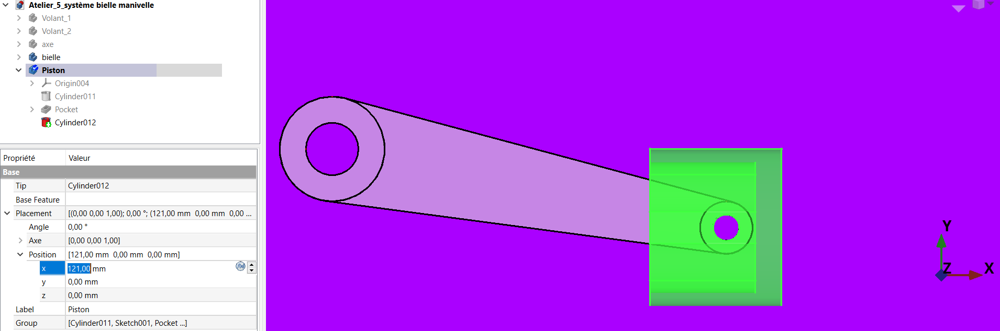 Atelier_5_système bielle manivelle
Volant_1
Volant_2
axe
bielle
Piston
Origin004
Cylinder011
Pocket
Cylinder012
Propriété Valeur
Base
Tip Cylinder012
Base Feature
Placement [(0,00 0,00 1,00); 0,00 °; (121,00 mm 0,00 mm 0,00 ...
Angle 0,00 °
Axe [0,00 0,00 1,00]
Position [121,00 mm 0,00 mm 0,00 mm]
x 121,00 mm
y 0,00 mm
z 0,00 mm
Label Piston
Group [Cylinder011, Sketch001, Pocket ...]
Y
Z X